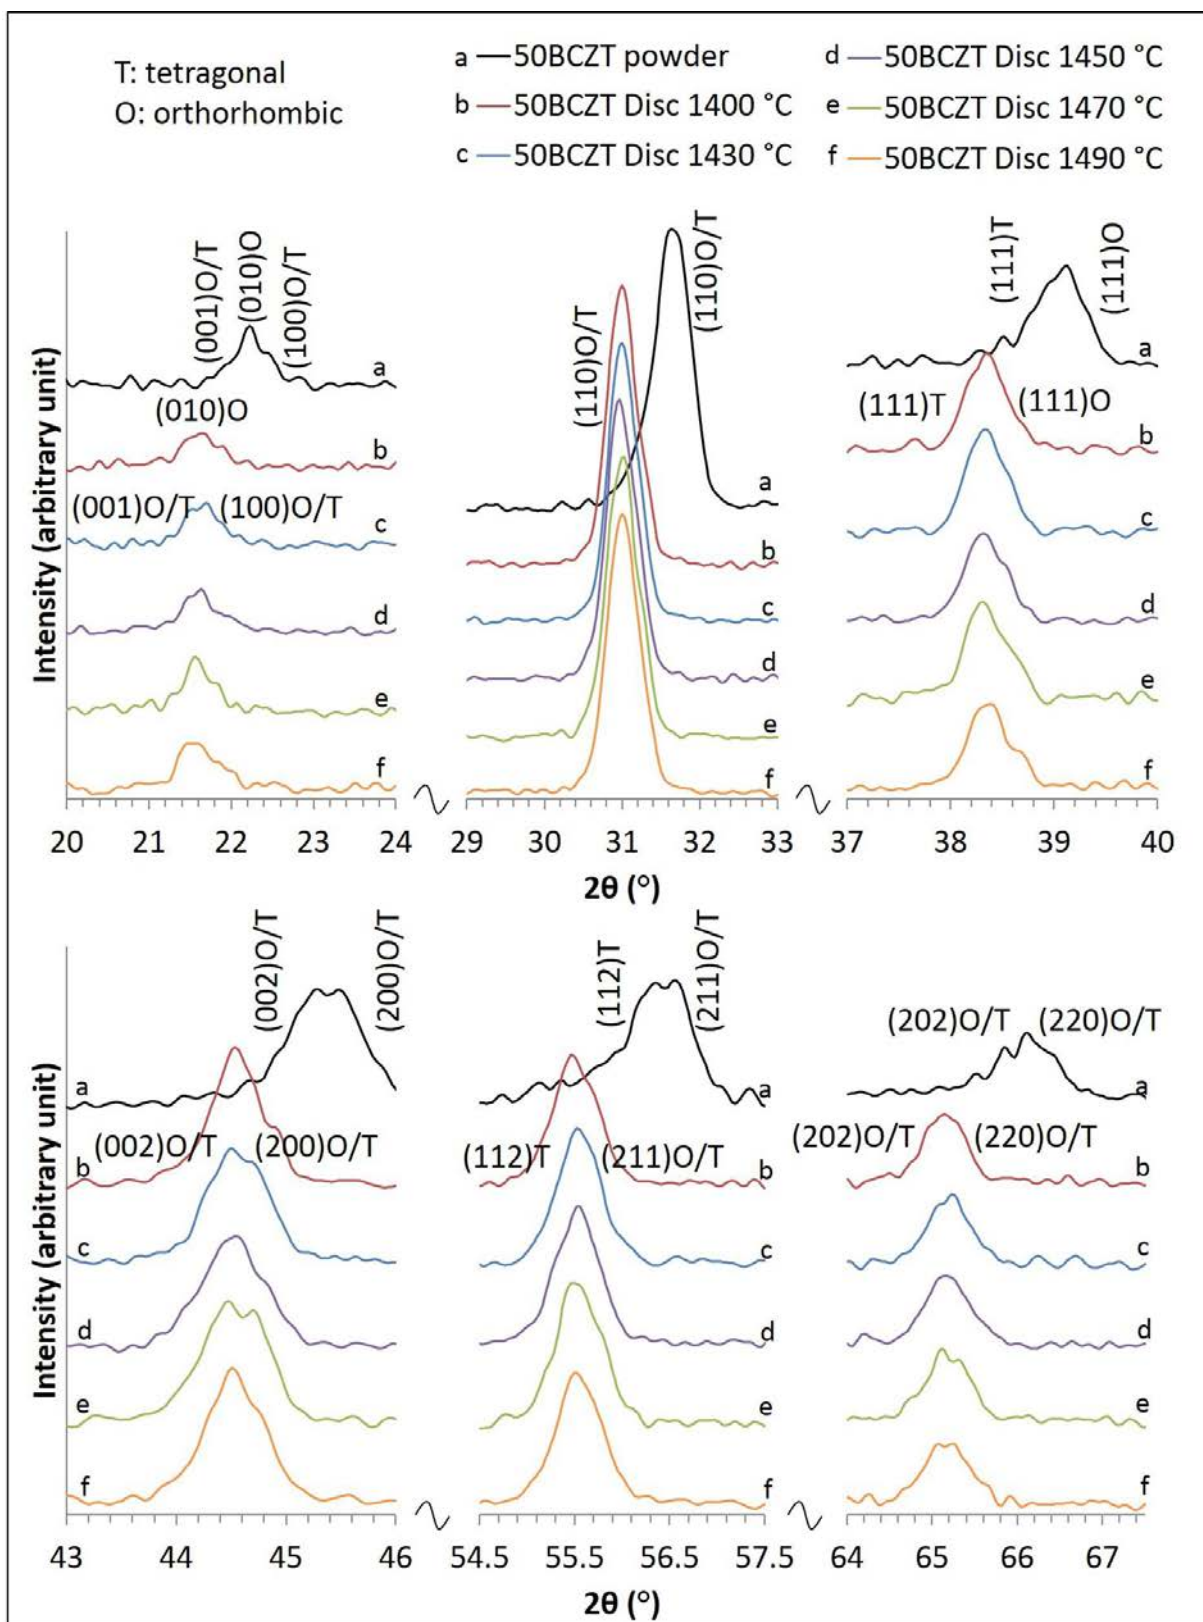 T: tetragonal
O: orthorhombic
a 50BCZT powder
b 50BCZT Disc 1400 °C
c 50BCZT Disc 1430 °C
d 50BCZT Disc 1450 °C
e 50BCZT Disc 1470 °C
f 50BCZT Disc 1490 °C
Intensity (arbitrary unit)
(001)O/T
(010)O
(100)O/T
a
(010)O
b
(001)O/T
(100)O/T
c
d
e
f
20 21 22 23 24
(110)O/T
(110)O/T
a
b
c
d
e
f
29 30 31 32 33
(111)T
(111)O
a
(111)T
(111)O
b
c
d
e
f
37 38 39 40
2θ (°)
Intensity (arbitrary unit)
(002)O/T
(200)O/T
a
(002)O/T
(200)O/T
b
c
d
e
f
43 44 45 46
(112)T
(211)O/T
a
(112)T
(211)O/T
b
c
d
e
f
54.5 55.5 56.5 57.5
(202)O/T
(220)O/T
a
(202)O/T
(220)O/T
b
c
d
e
f
64 65 66 67
2θ (°)